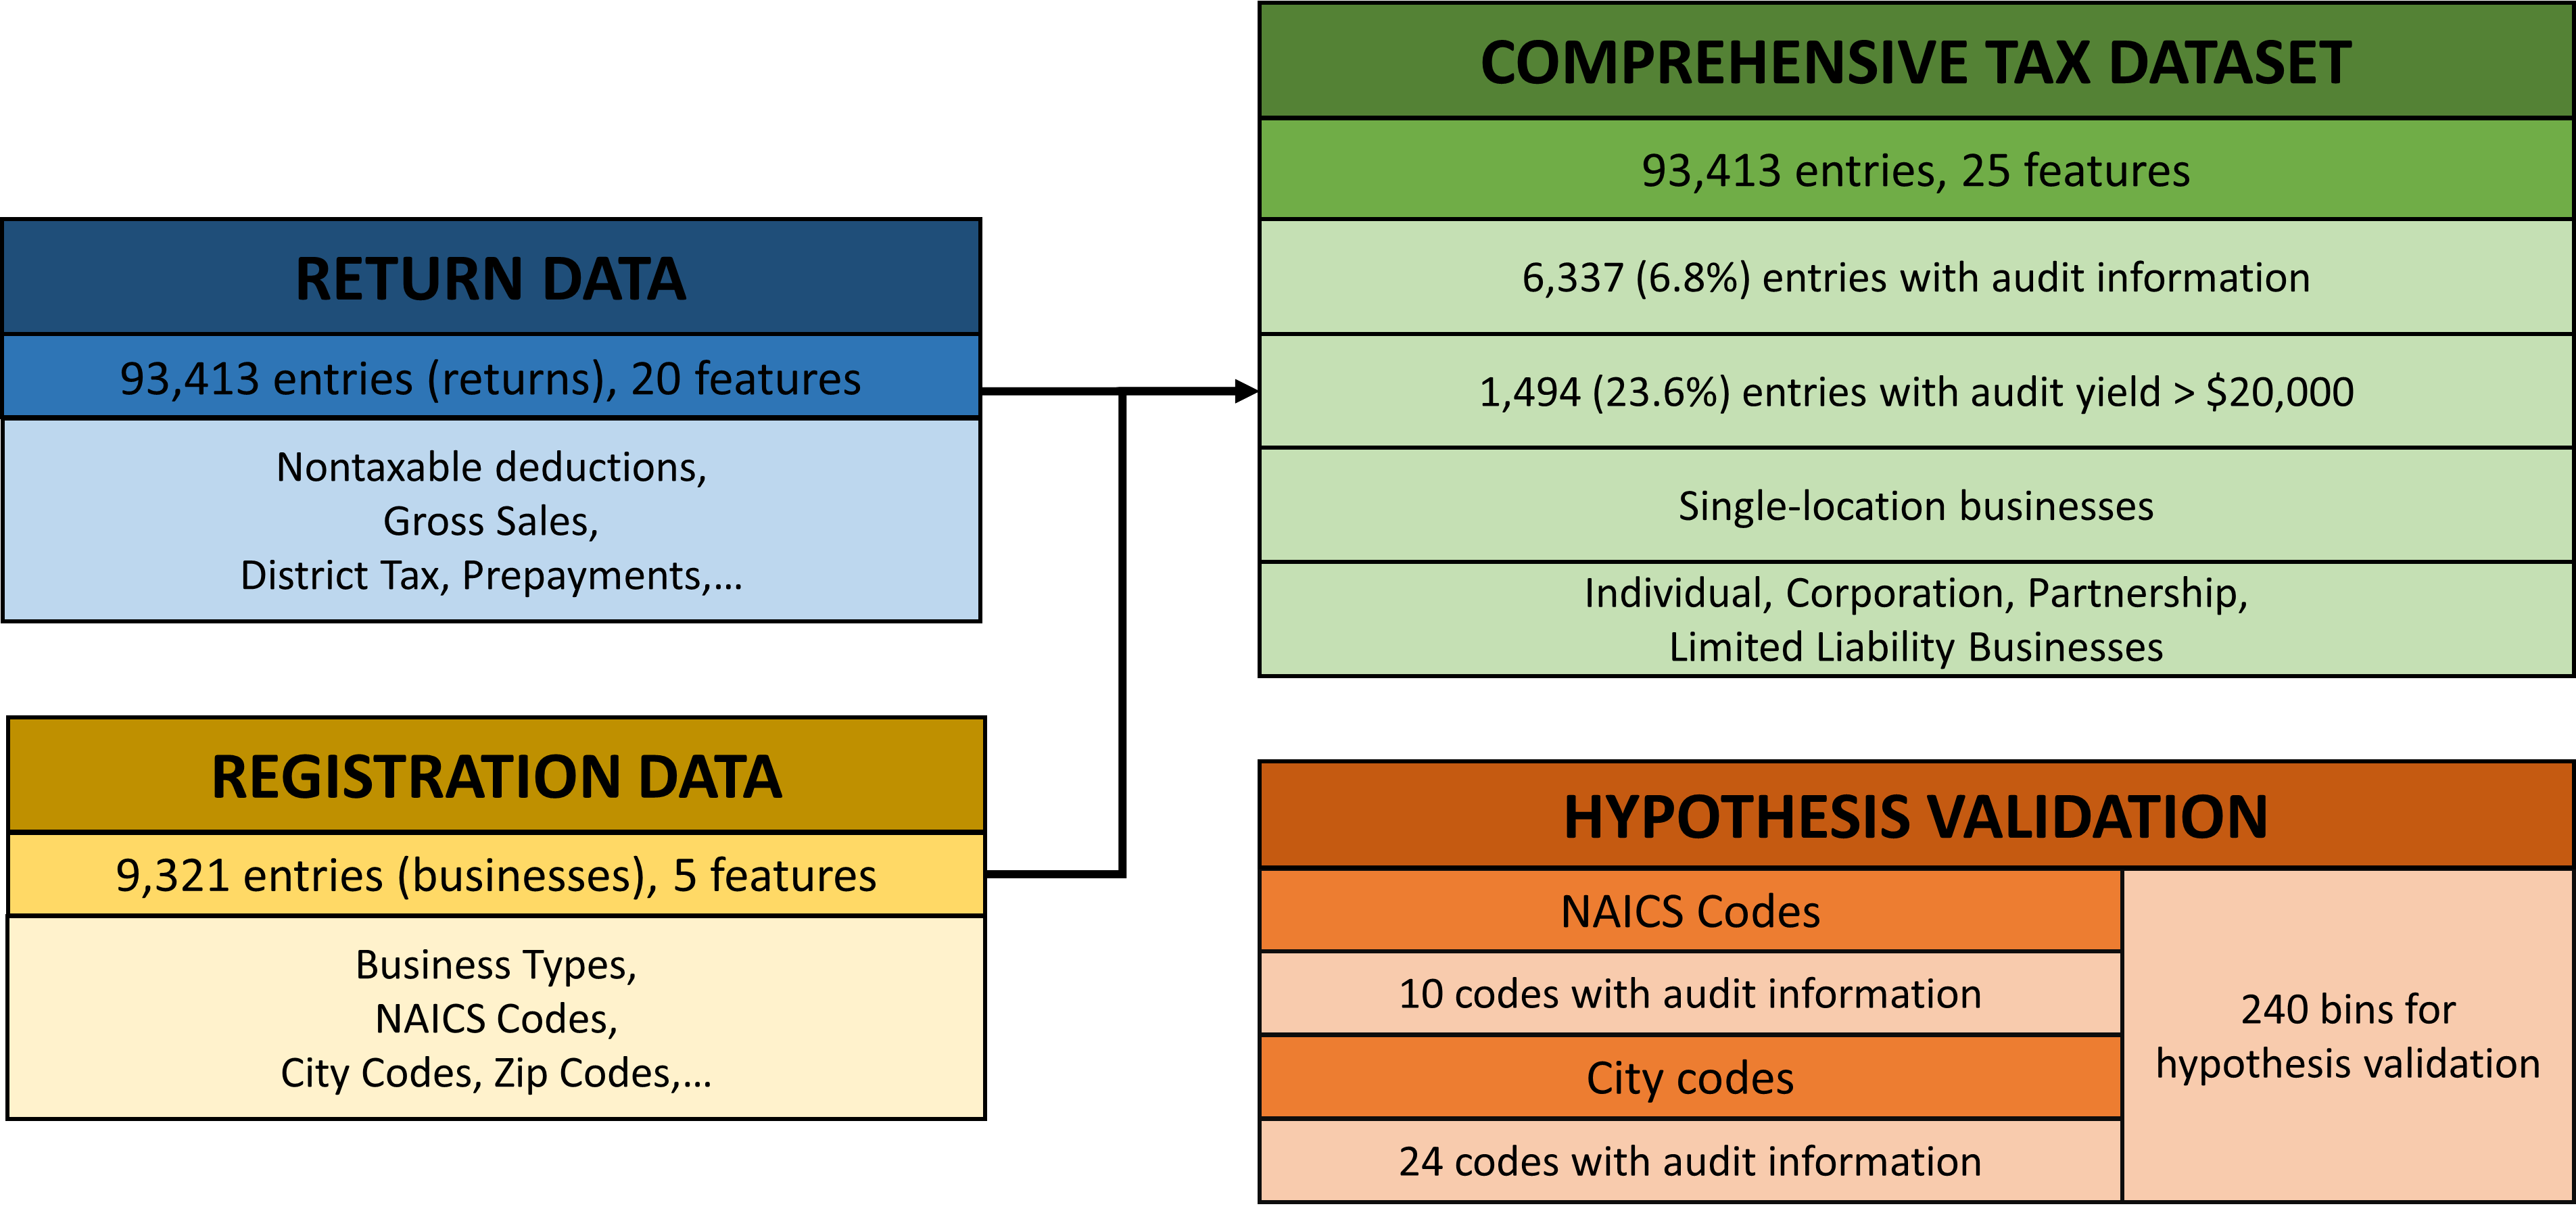 RETURN DATA
93,413 entries (returns), 20 features
Nontaxable deductions,
Gross Sales,
District Tax, Prepayments,...
REGISTRATION DATA
9,321 entries (businesses), 5 features
Business Types,
NAICS Codes,
City Codes, Zip Codes,...
COMPREHENSIVE TAX DATASET
93,413 entries, 25 features
6,337 (6.8%) entries with audit information
1,494 (23.6%) entries with audit yield > $20,000
Single-location businesses
Individual, Corporation, Partnership,
Limited Liability Businesses
HYPOTHESIS VALIDATION
NAICS Codes
10 codes with audit information
City codes
24 codes with audit information
240 bins for
hypothesis validation